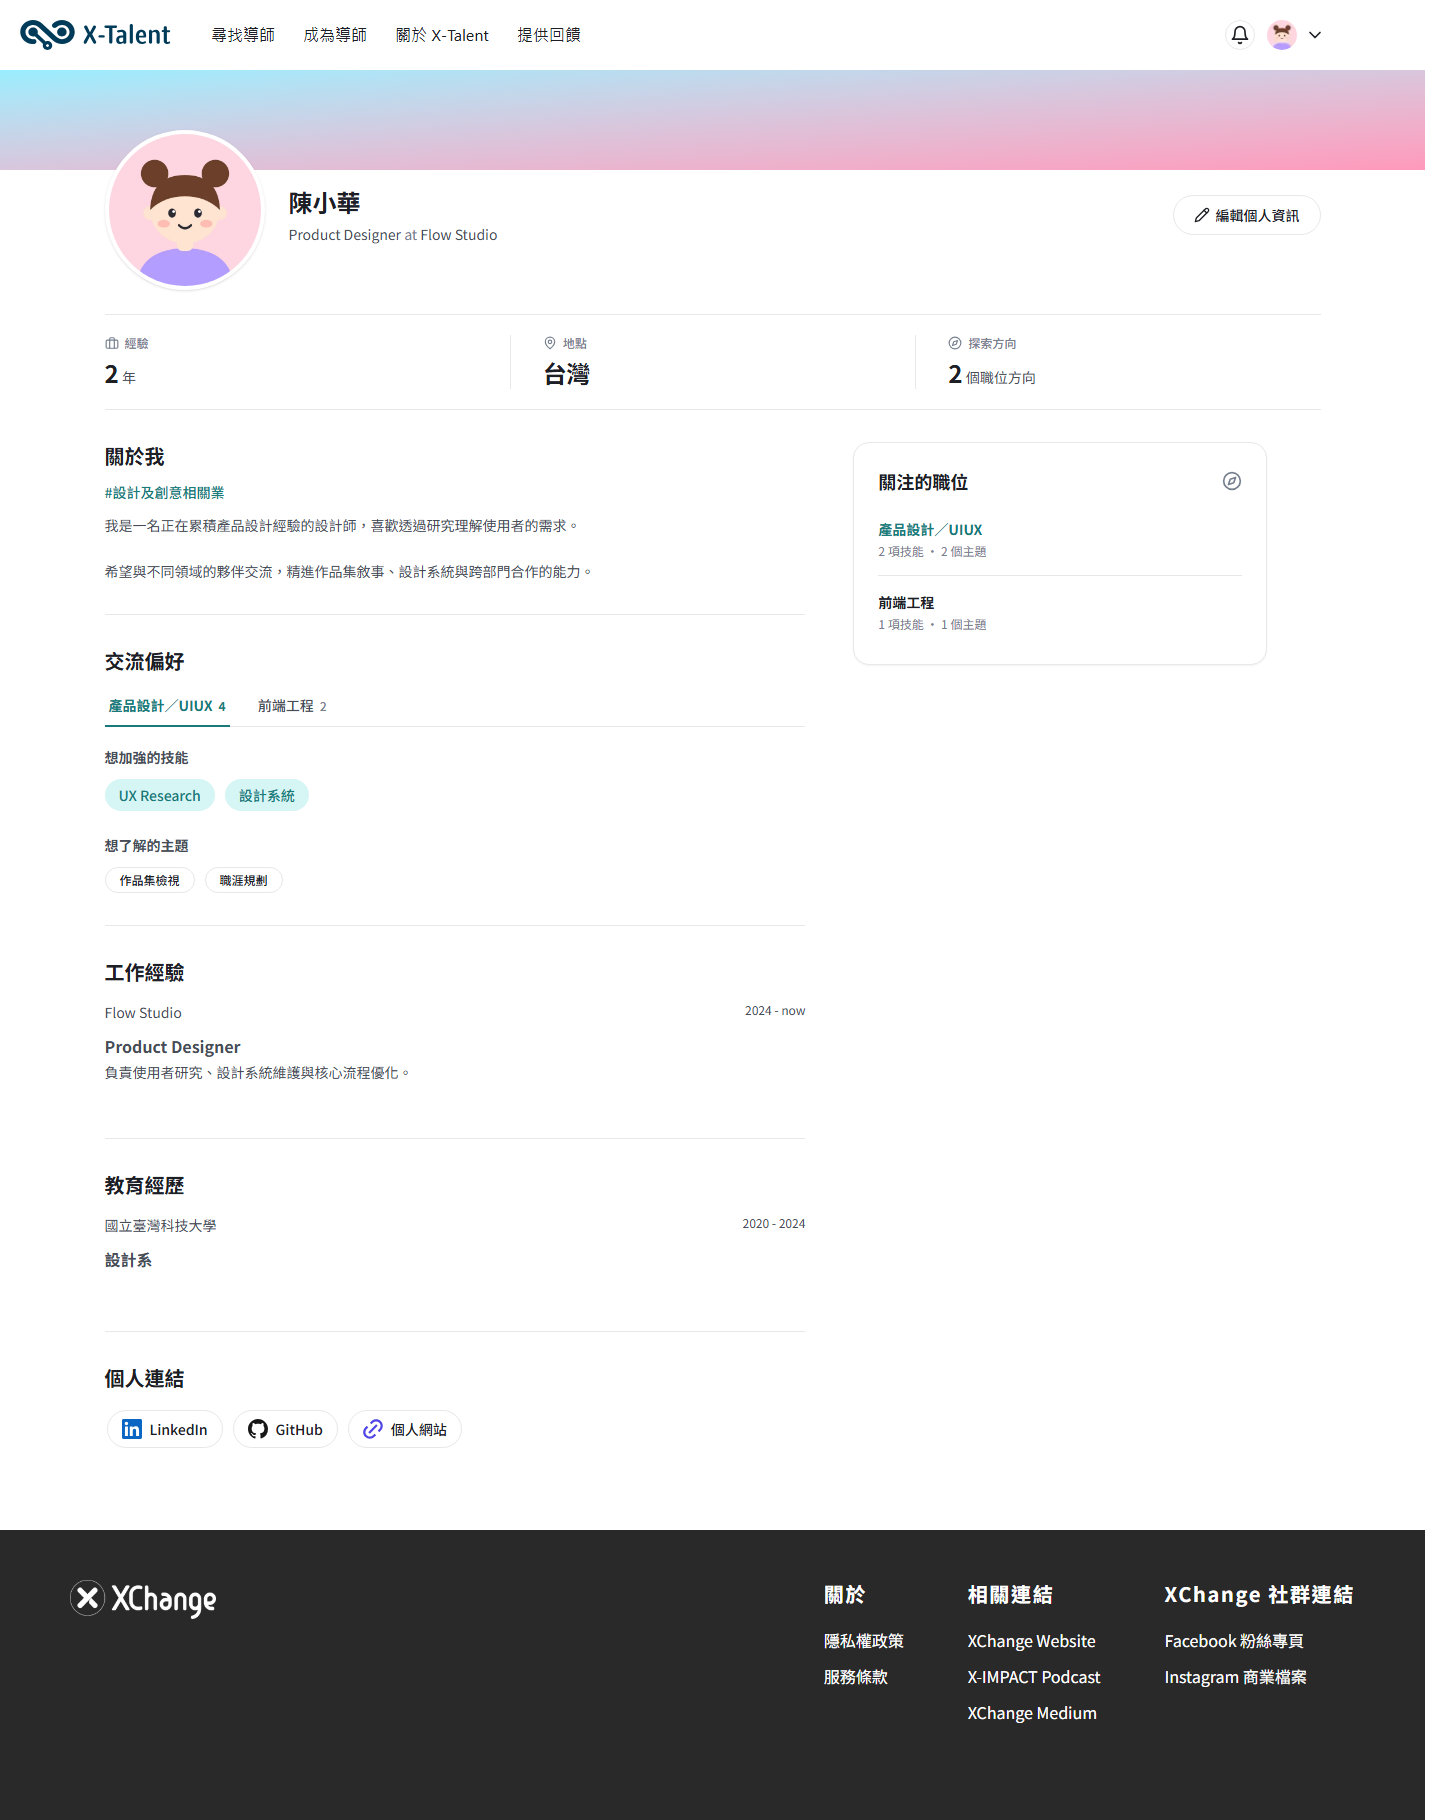 X-Talent
尋找導師
成為導師
關於 X-Talent
提供回饋
陳小華
Product Designer at Flow Studio
編輯個人資訊
經驗
2 年
地點
台灣
探索方向
2 個職位方向
關於我
#設計及創意相關業
我是一名正在累積產品設計經驗的設計師，喜歡透過研究理解使用者的需求。
希望與不同領域的夥伴交流，精進作品集敘事、設計系統與跨部門合作的能力。
關注的職位
產品設計／UIUX
2 項技能 ・ 2 個主題
前端工程
1 項技能 ・ 1 個主題
交流偏好
產品設計／UIUX 4
前端工程 2
想加強的技能
UX Research
設計系統
想了解的主題
作品集檢視
職涯規劃
工作經驗
Flow Studio
2024 - now
Product Designer
負責使用者研究、設計系統維護與核心流程優化。
教育經歷
國立臺灣科技大學
2020 - 2024
設計系
個人連結
LinkedIn
GitHub
個人網站
XChange
關於
隱私權政策
服務條款
相關連結
XChange Website
X-IMPACT Podcast
XChange Medium
XChange 社群連結
Facebook 粉絲專頁
Instagram 商業檔案